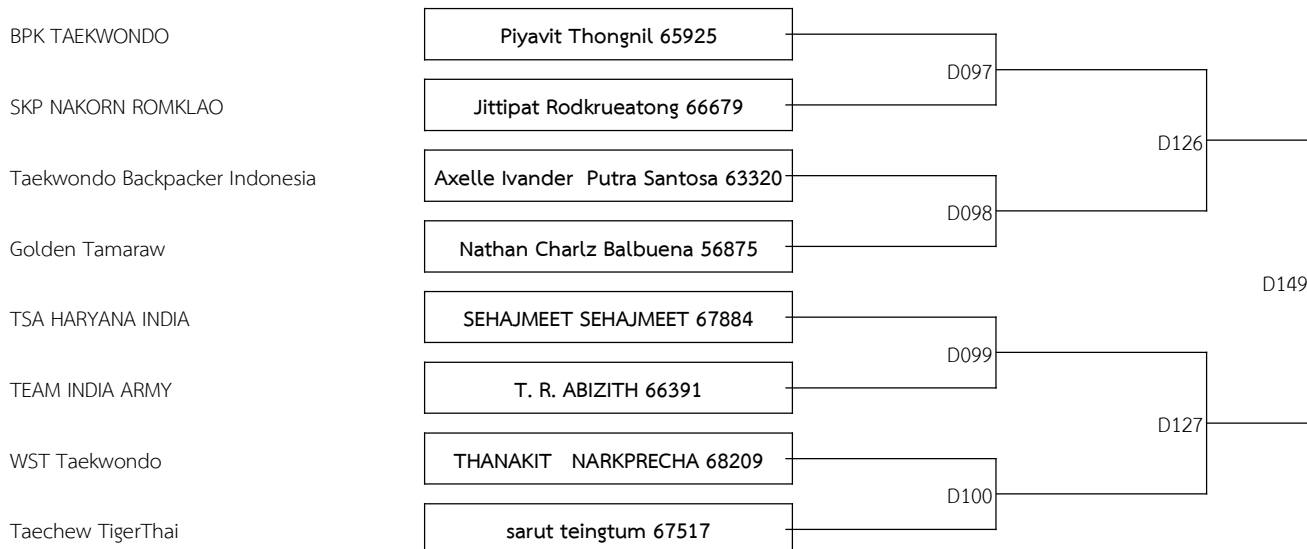 BPK TAEKWONDO Piyavit Thongnil 65925
D097
SKP NAKORN ROMKLAO Jittipat Rodkrueatong 66679
D126
Taekwondo Backpacker Indonesia Axelle Ivander Putra Santosa 63320
D098
Golden Tamaraw Nathan Charlz Balbuena 56875
D149
TSA HARYANA INDIA SEHAJMEET SEHAJMEET 67884
D099
TEAM INDIA ARMY T. R. ABIZITH 66391
D127
WST Taekwondo THANAKIT NARKPRECHA 68209
D100
Taechew TigerThai sarut teingtum 67517